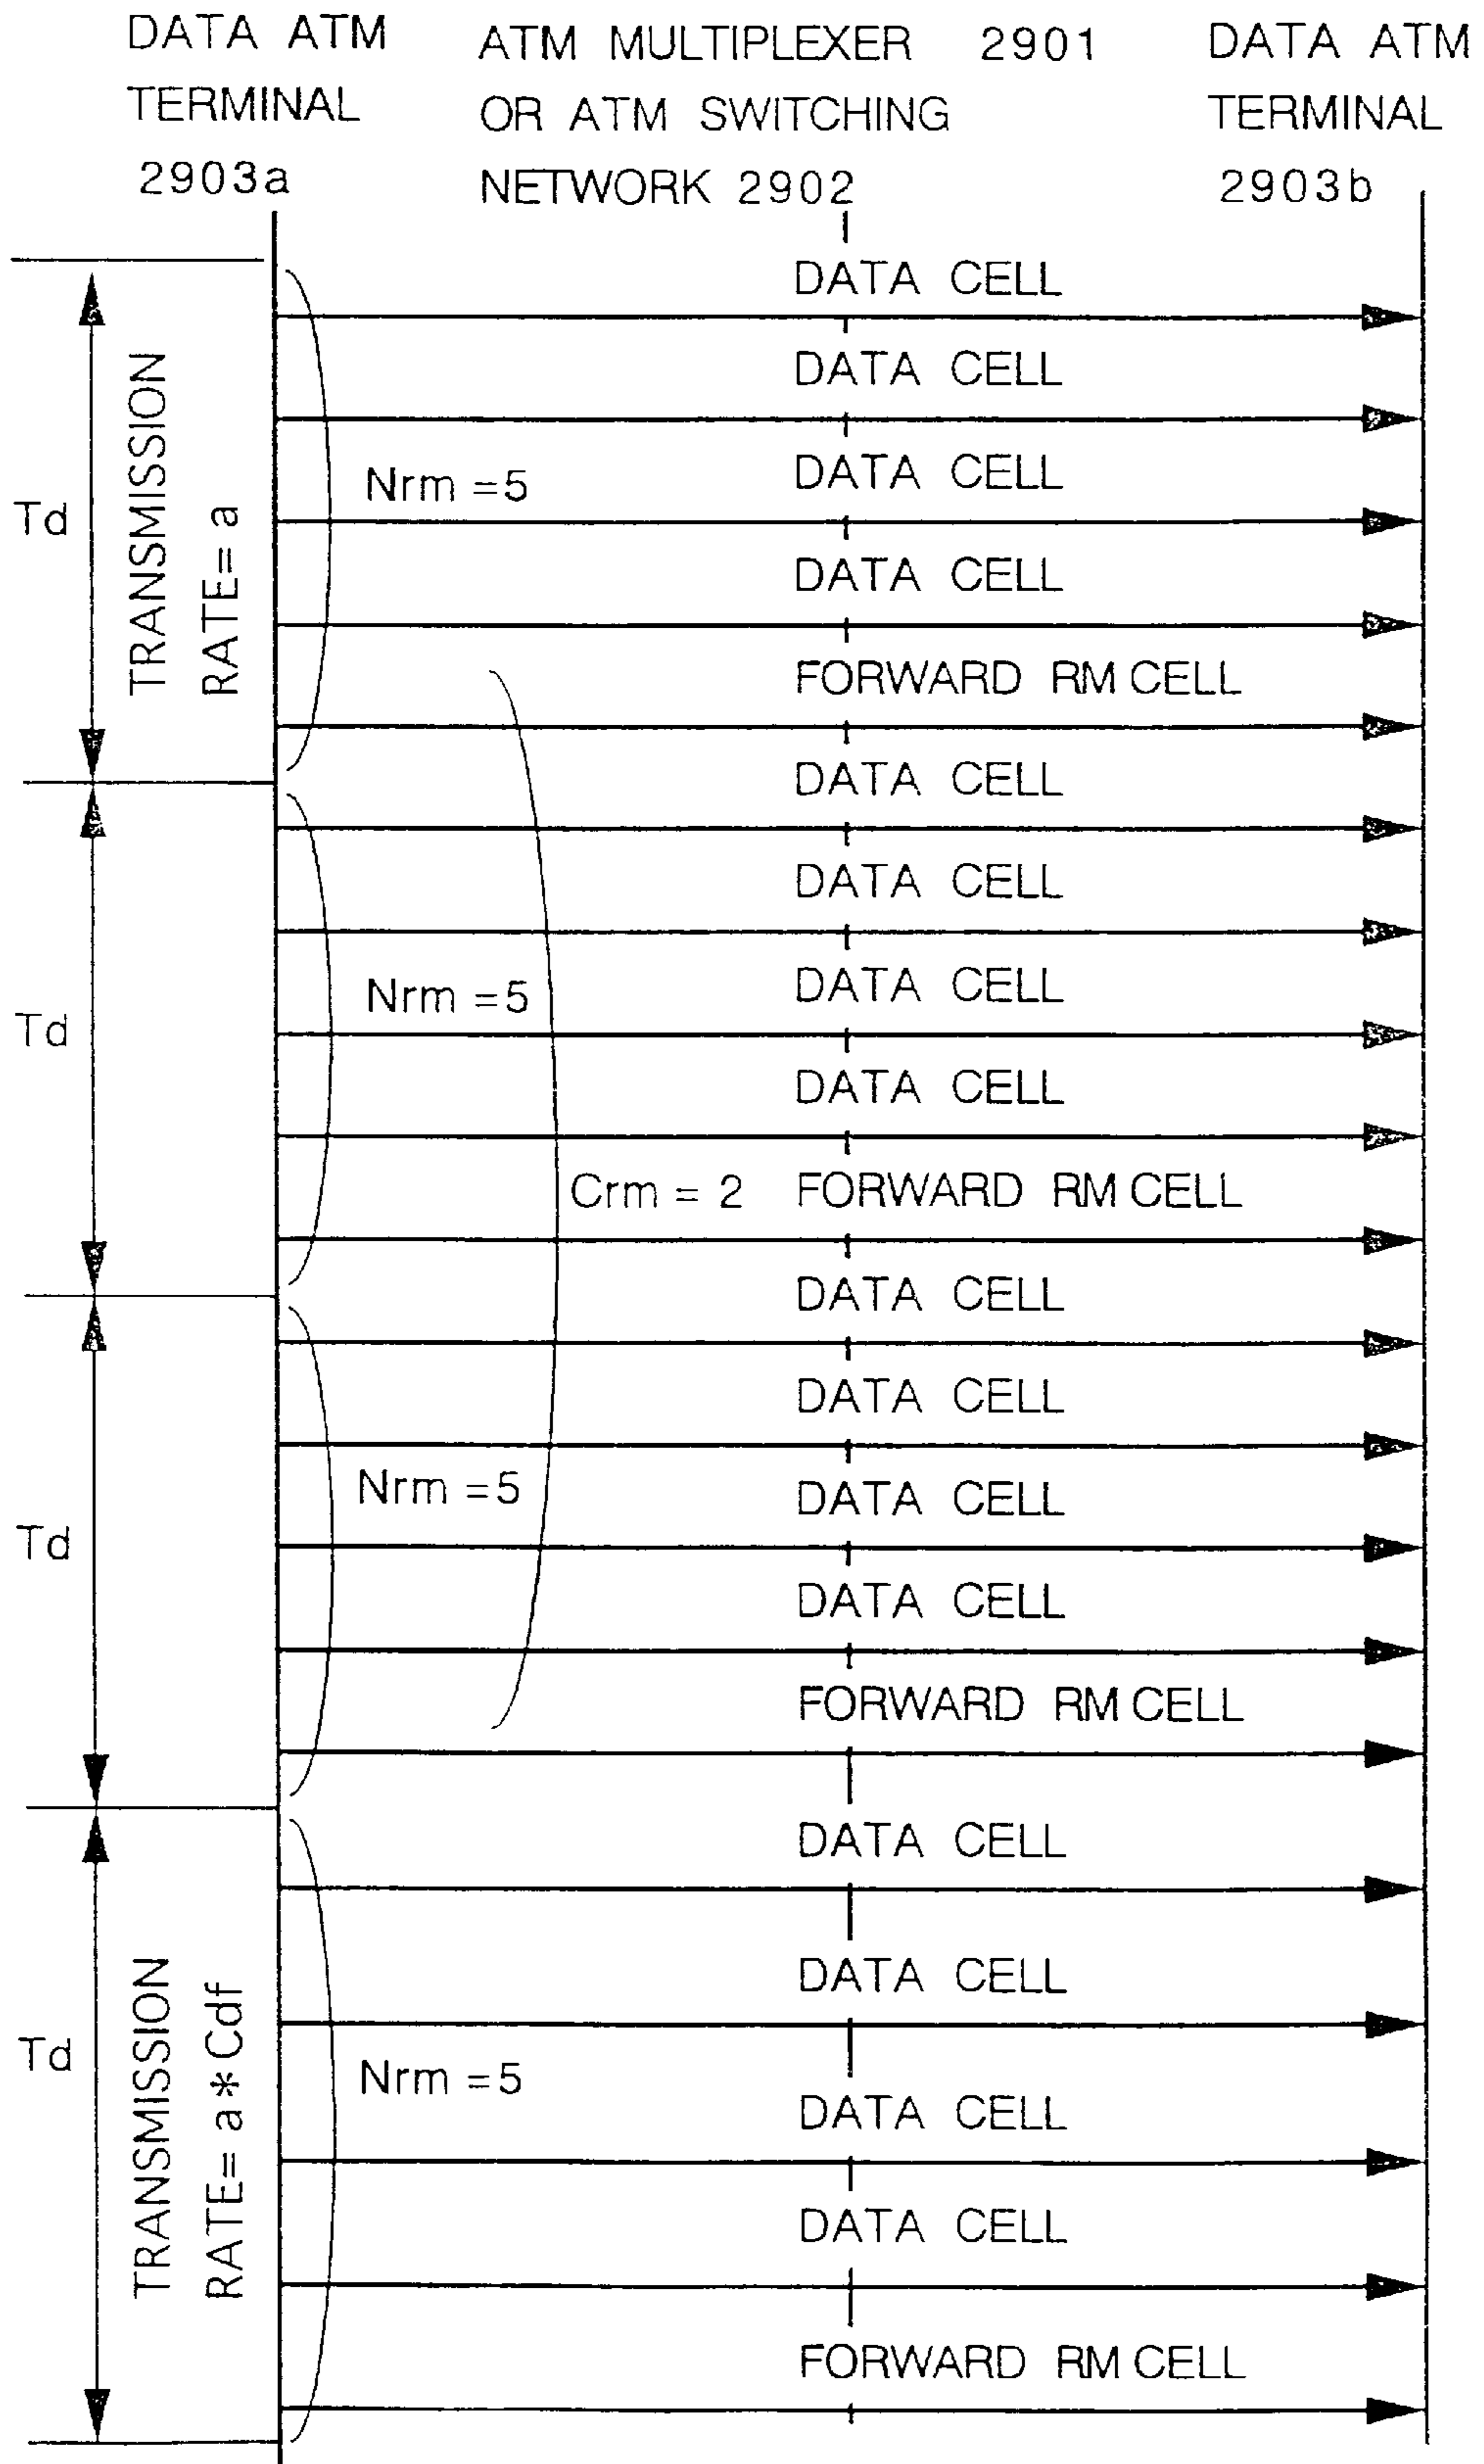 DATA ATM
TERMINAL
2903a
ATM MULTIPLEXER 2901
OR ATM SWITCHING
NETWORK 2902
DATA ATM
TERMINAL
2903b
DATA CELL
DATA CELL
Td
TRANSMISSION
RATE= a
Nrm =5
DATA CELL
DATA CELL
FORWARD RM CELL
DATA CELL
DATA CELL
Td
Nrm =5
DATA CELL
DATA CELL
Crm = 2
FORWARD RM CELL
DATA CELL
DATA CELL
Td
Nrm =5
DATA CELL
DATA CELL
FORWARD RM CELL
DATA CELL
DATA CELL
Td
TRANSMISSION
RATE= a*Cdf
Nrm =5
DATA CELL
DATA CELL
FORWARD RM CELL